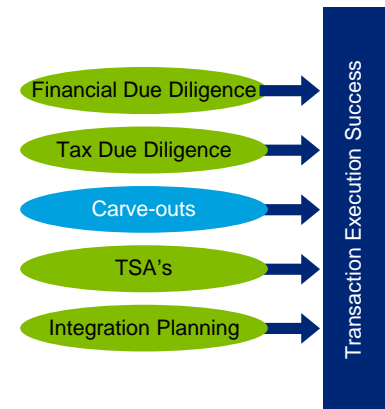 Financial Due Diligence
Tax Due Diligence
Carve-outs
TSA's
Integration Planning
Transaction Execution Success